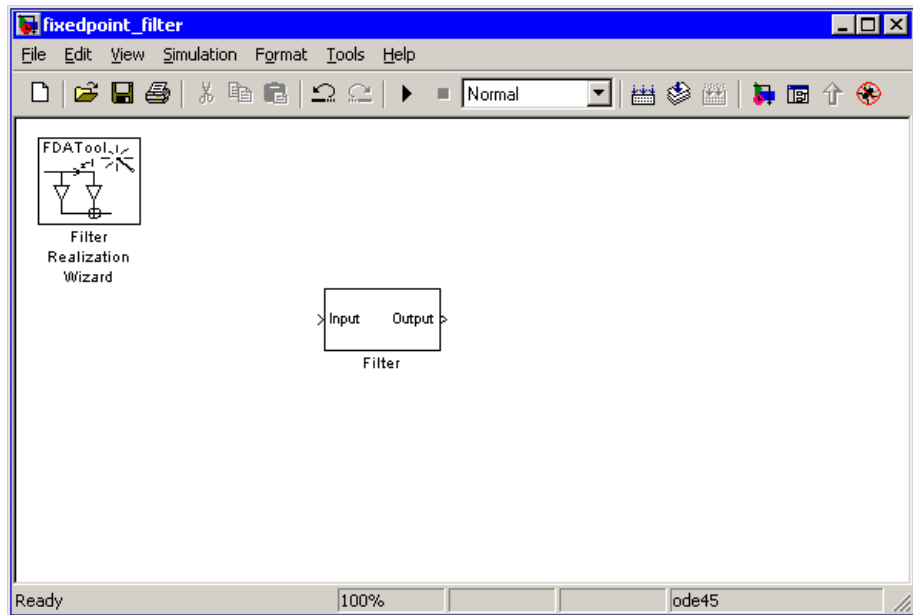 fixedpoint_filter
File Edit View Simulation Format Tools Help
Normal
FDATool
Filter
Realization
Wizard
Input Output
Filter
Ready 100% ode45